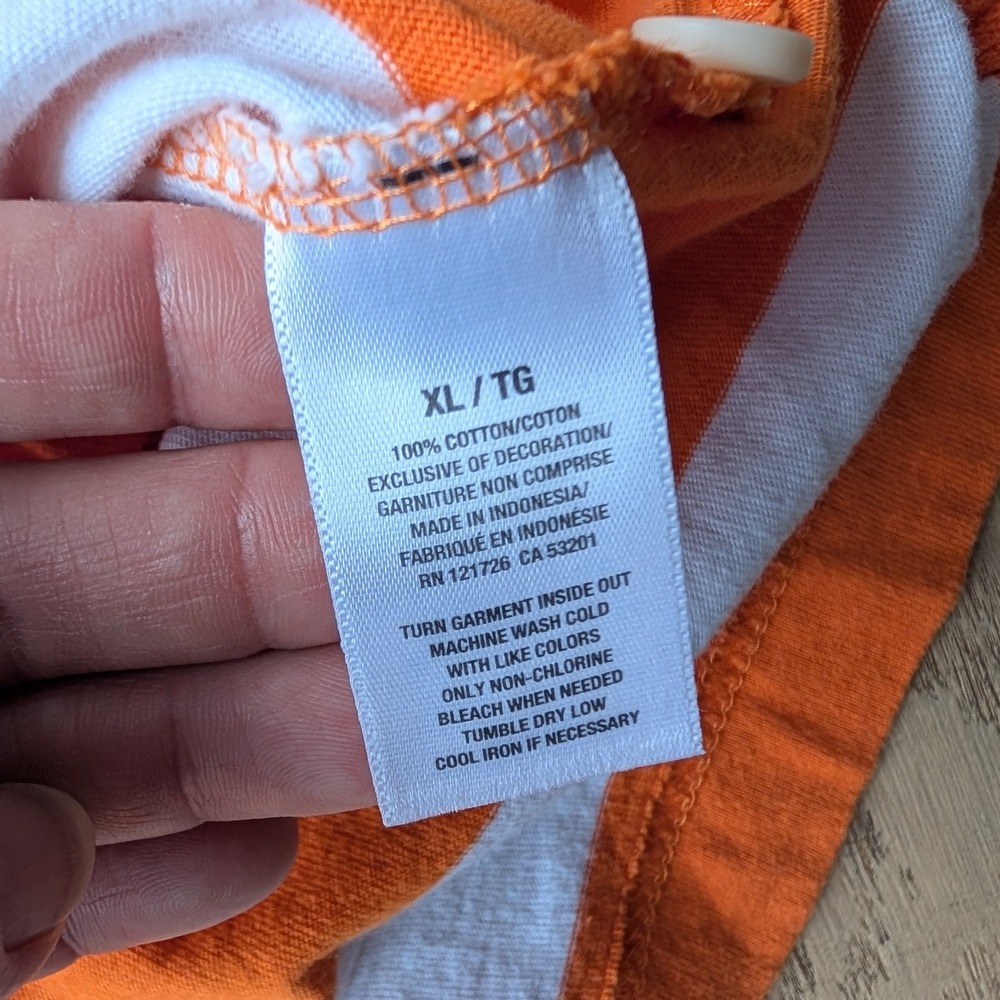 XL / TG
100% COTTON/COTON
EXCLUSIVE OF DECORATION/
GARNITURE NON COMPRISE
MADE IN INDONESIA/
FABRIQUÉ EN INDONÉSIE
RN 121726 CA 53201
TURN GARMENT INSIDE OUT
MACHINE WASH COLD
WITH LIKE COLORS
ONLY NON-CHLORINE
BLEACH WHEN NEEDED
TUMBLE DRY LOW
COOL IRON IF NECESSARY